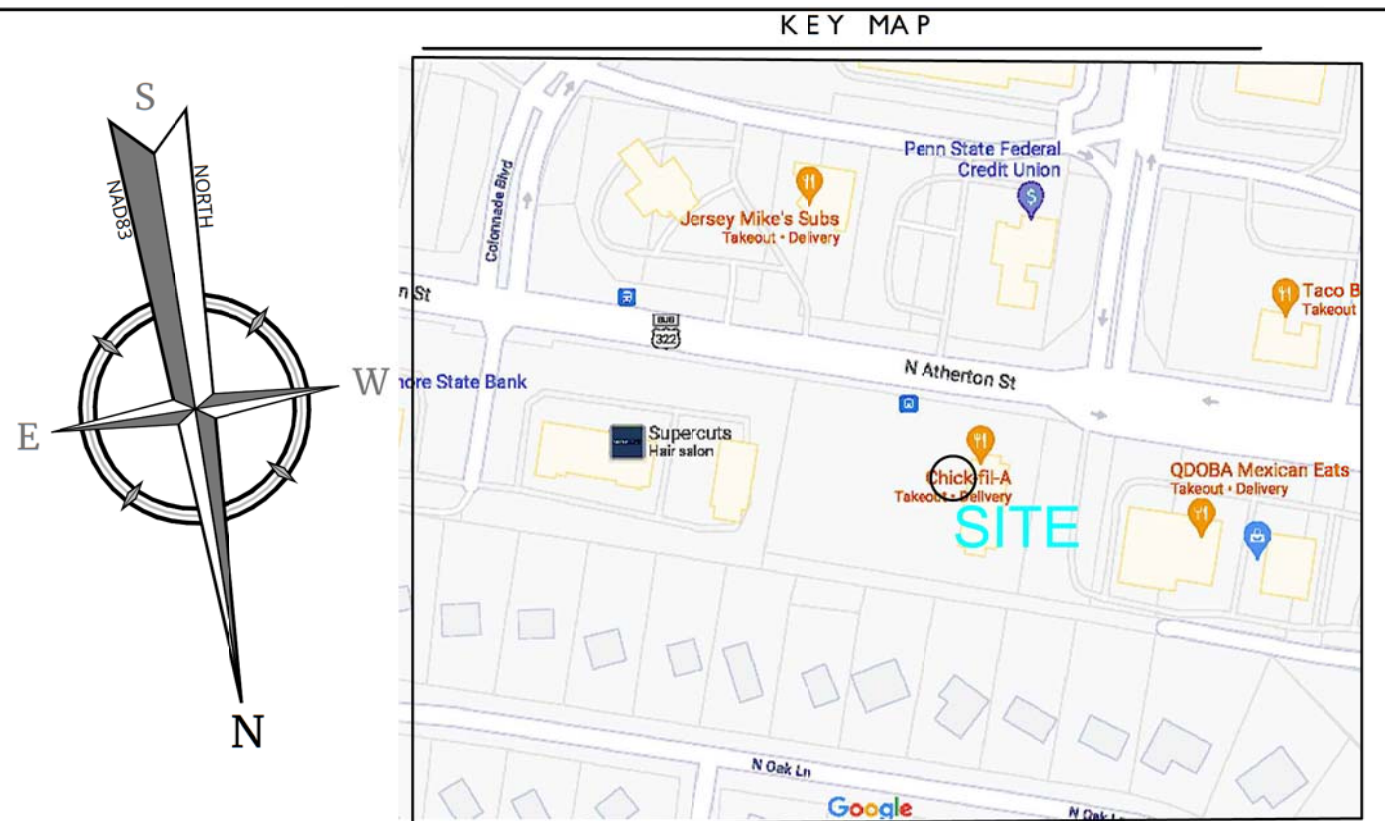 KEY MAP
S
NAD83
NORTH
W
E
N
Colonnade Blvd
Penn State Federal
Credit Union
Jersey Mike's Subs
Takeout • Delivery
n St
BUS
322
Taco B
Takeout
N Atherton St
nore State Bank
Supercuts
Hair salon
Chick-fil-A
Takeout • Delivery
SITE
QDOBA Mexican Eats
Takeout • Delivery
N Oak Ln
N Oak L
Google